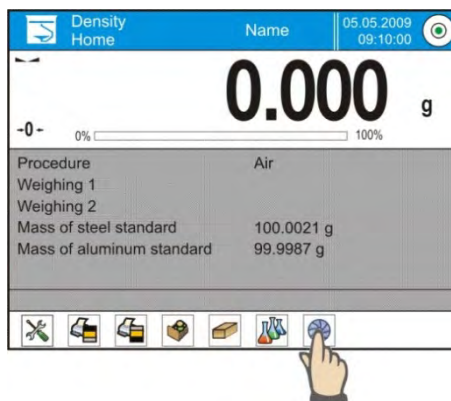 Density Home
Name
05.05.2009
09:10:00
0.000 g
-0-
0% 100%
Procedure Air
Weighing 1
Weighing 2
Mass of steel standard 100.0021 g
Mass of aluminum standard 99.9987 g